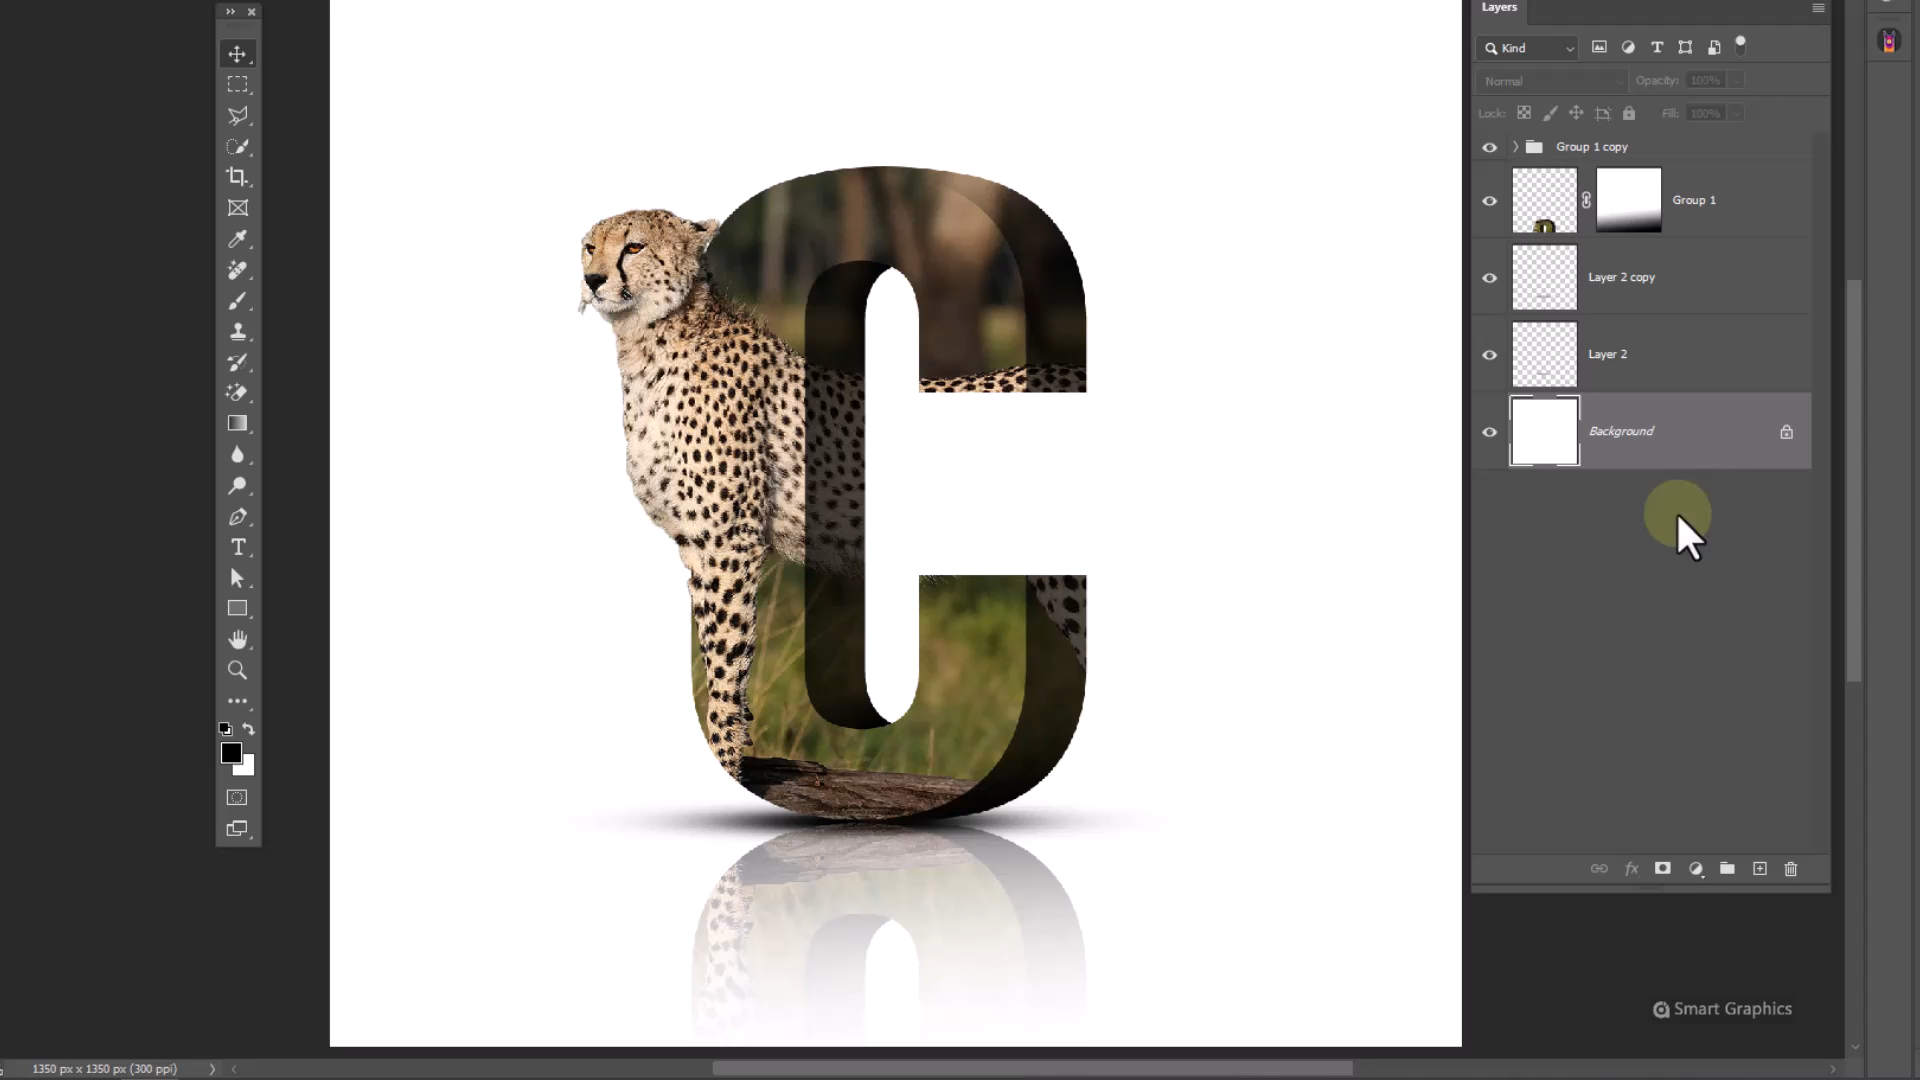 Layers
Kind
Normal
Opacity: 100%
Lock:
Fill: 100%
Group 1 copy
Group 1
Layer 2 copy
Layer 2
Background
fx
C
Smart Graphics
1350 px x 1350 px (300 ppi)